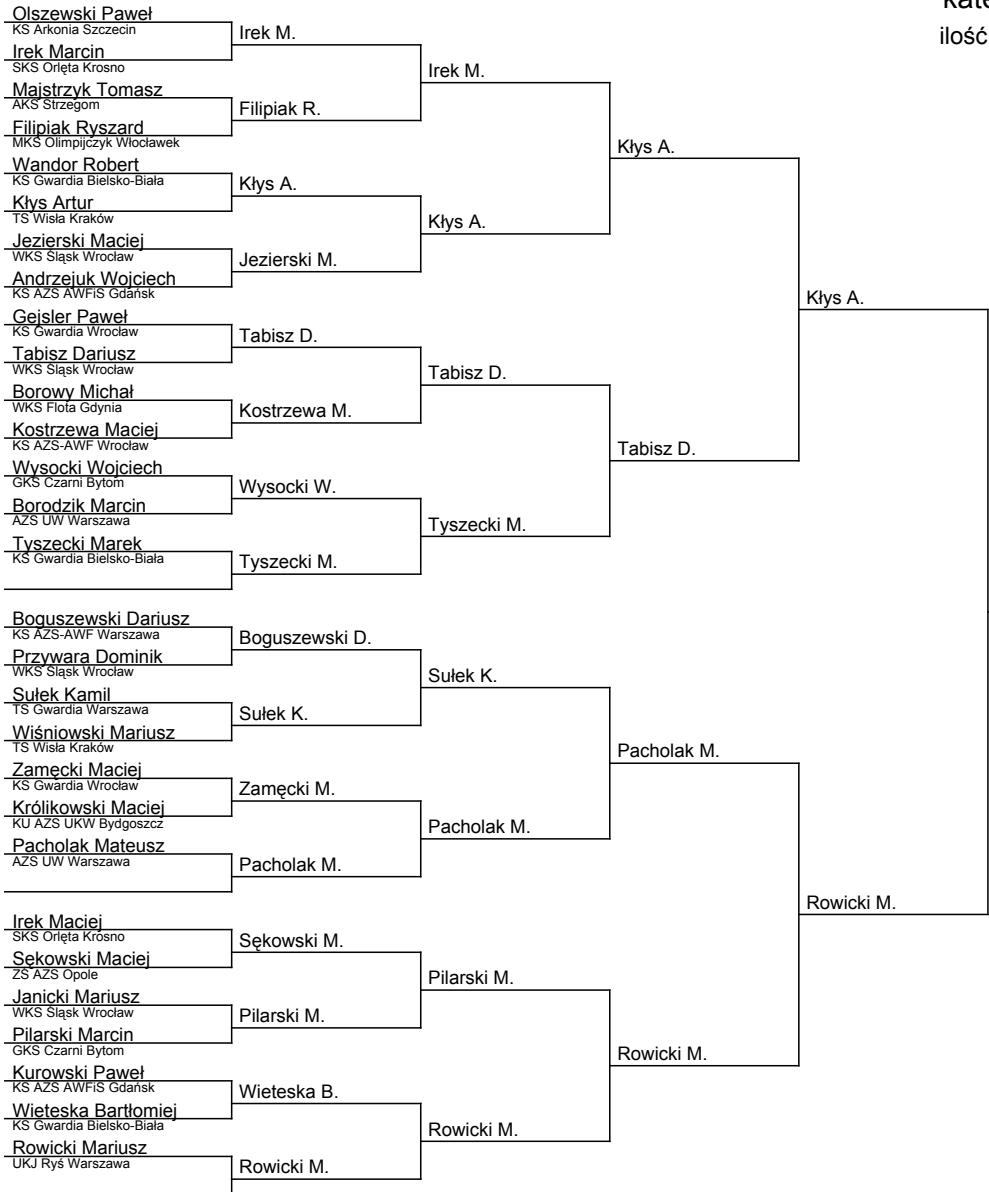 kate
ilość
Olszewski Paweł
KS Arkonia Szczecin
Irek M.
Irek Marcin
SKS Orlęta Krosno
Irek M.
Majstrzyk Tomasz
AKS Strzegom
Filipiak R.
Filipiak Ryszard
MKS Olimpijczyk Włocławek
Kłys A.
Wandor Robert
KS Gwardia Bielsko-Biała
Kłys A.
Kłys Artur
TS Wisła Kraków
Kłys A.
Jezierski Maciej
WKS Śląsk Wrocław
Jezierski M.
Andrzejuk Wojciech
KS AZS AWFiS Gdańsk
Kłys A.
Gejsler Paweł
KS Gwardia Wrocław
Tabisz D.
Tabisz Dariusz
WKS Śląsk Wrocław
Tabisz D.
Borowy Michał
WKS Flota Gdynia
Kostrzewa M.
Kostrzewa Maciej
KS AZS-AWF Wrocław
Tabisz D.
Wysocki Wojciech
GKS Czarni Bytom
Wysocki W.
Borodzik Marcin
AZS UW Warszawa
Tyszecki M.
Tyszecki Marek
KS Gwardia Bielsko-Biała
Tyszecki M.
Boguszewski Dariusz
KS AZS-AWF Warszawa
Boguszewski D.
Przywara Dominik
WKS Śląsk Wrocław
Sułek K.
Sułek Kamil
TS Gwardia Warszawa
Sułek K.
Wiśniowski Mariusz
TS Wisła Kraków
Pacholak M.
Zamęcki Maciej
KS Gwardia Wrocław
Zamęcki M.
Królikowski Maciej
KU AZS UKW Bydgoszcz
Pacholak M.
Pacholak Mateusz
AZS UW Warszawa
Pacholak M.
Rowicki M.
Irek Maciej
SKS Orlęta Krosno
Sękowski M.
Sękowski Maciej
ZŚ AZS Opole
Pilarski M.
Janicki Mariusz
WKS Śląsk Wrocław
Pilarski M.
Pilarski Marcin
GKS Czarni Bytom
Rowicki M.
Kurowski Paweł
KS AZS AWFiS Gdańsk
Wieteska B.
Wieteska Bartłomiej
KS Gwardia Bielsko-Biała
Rowicki M.
Rowicki Mariusz
UKJ Ryś Warszawa
Rowicki M.